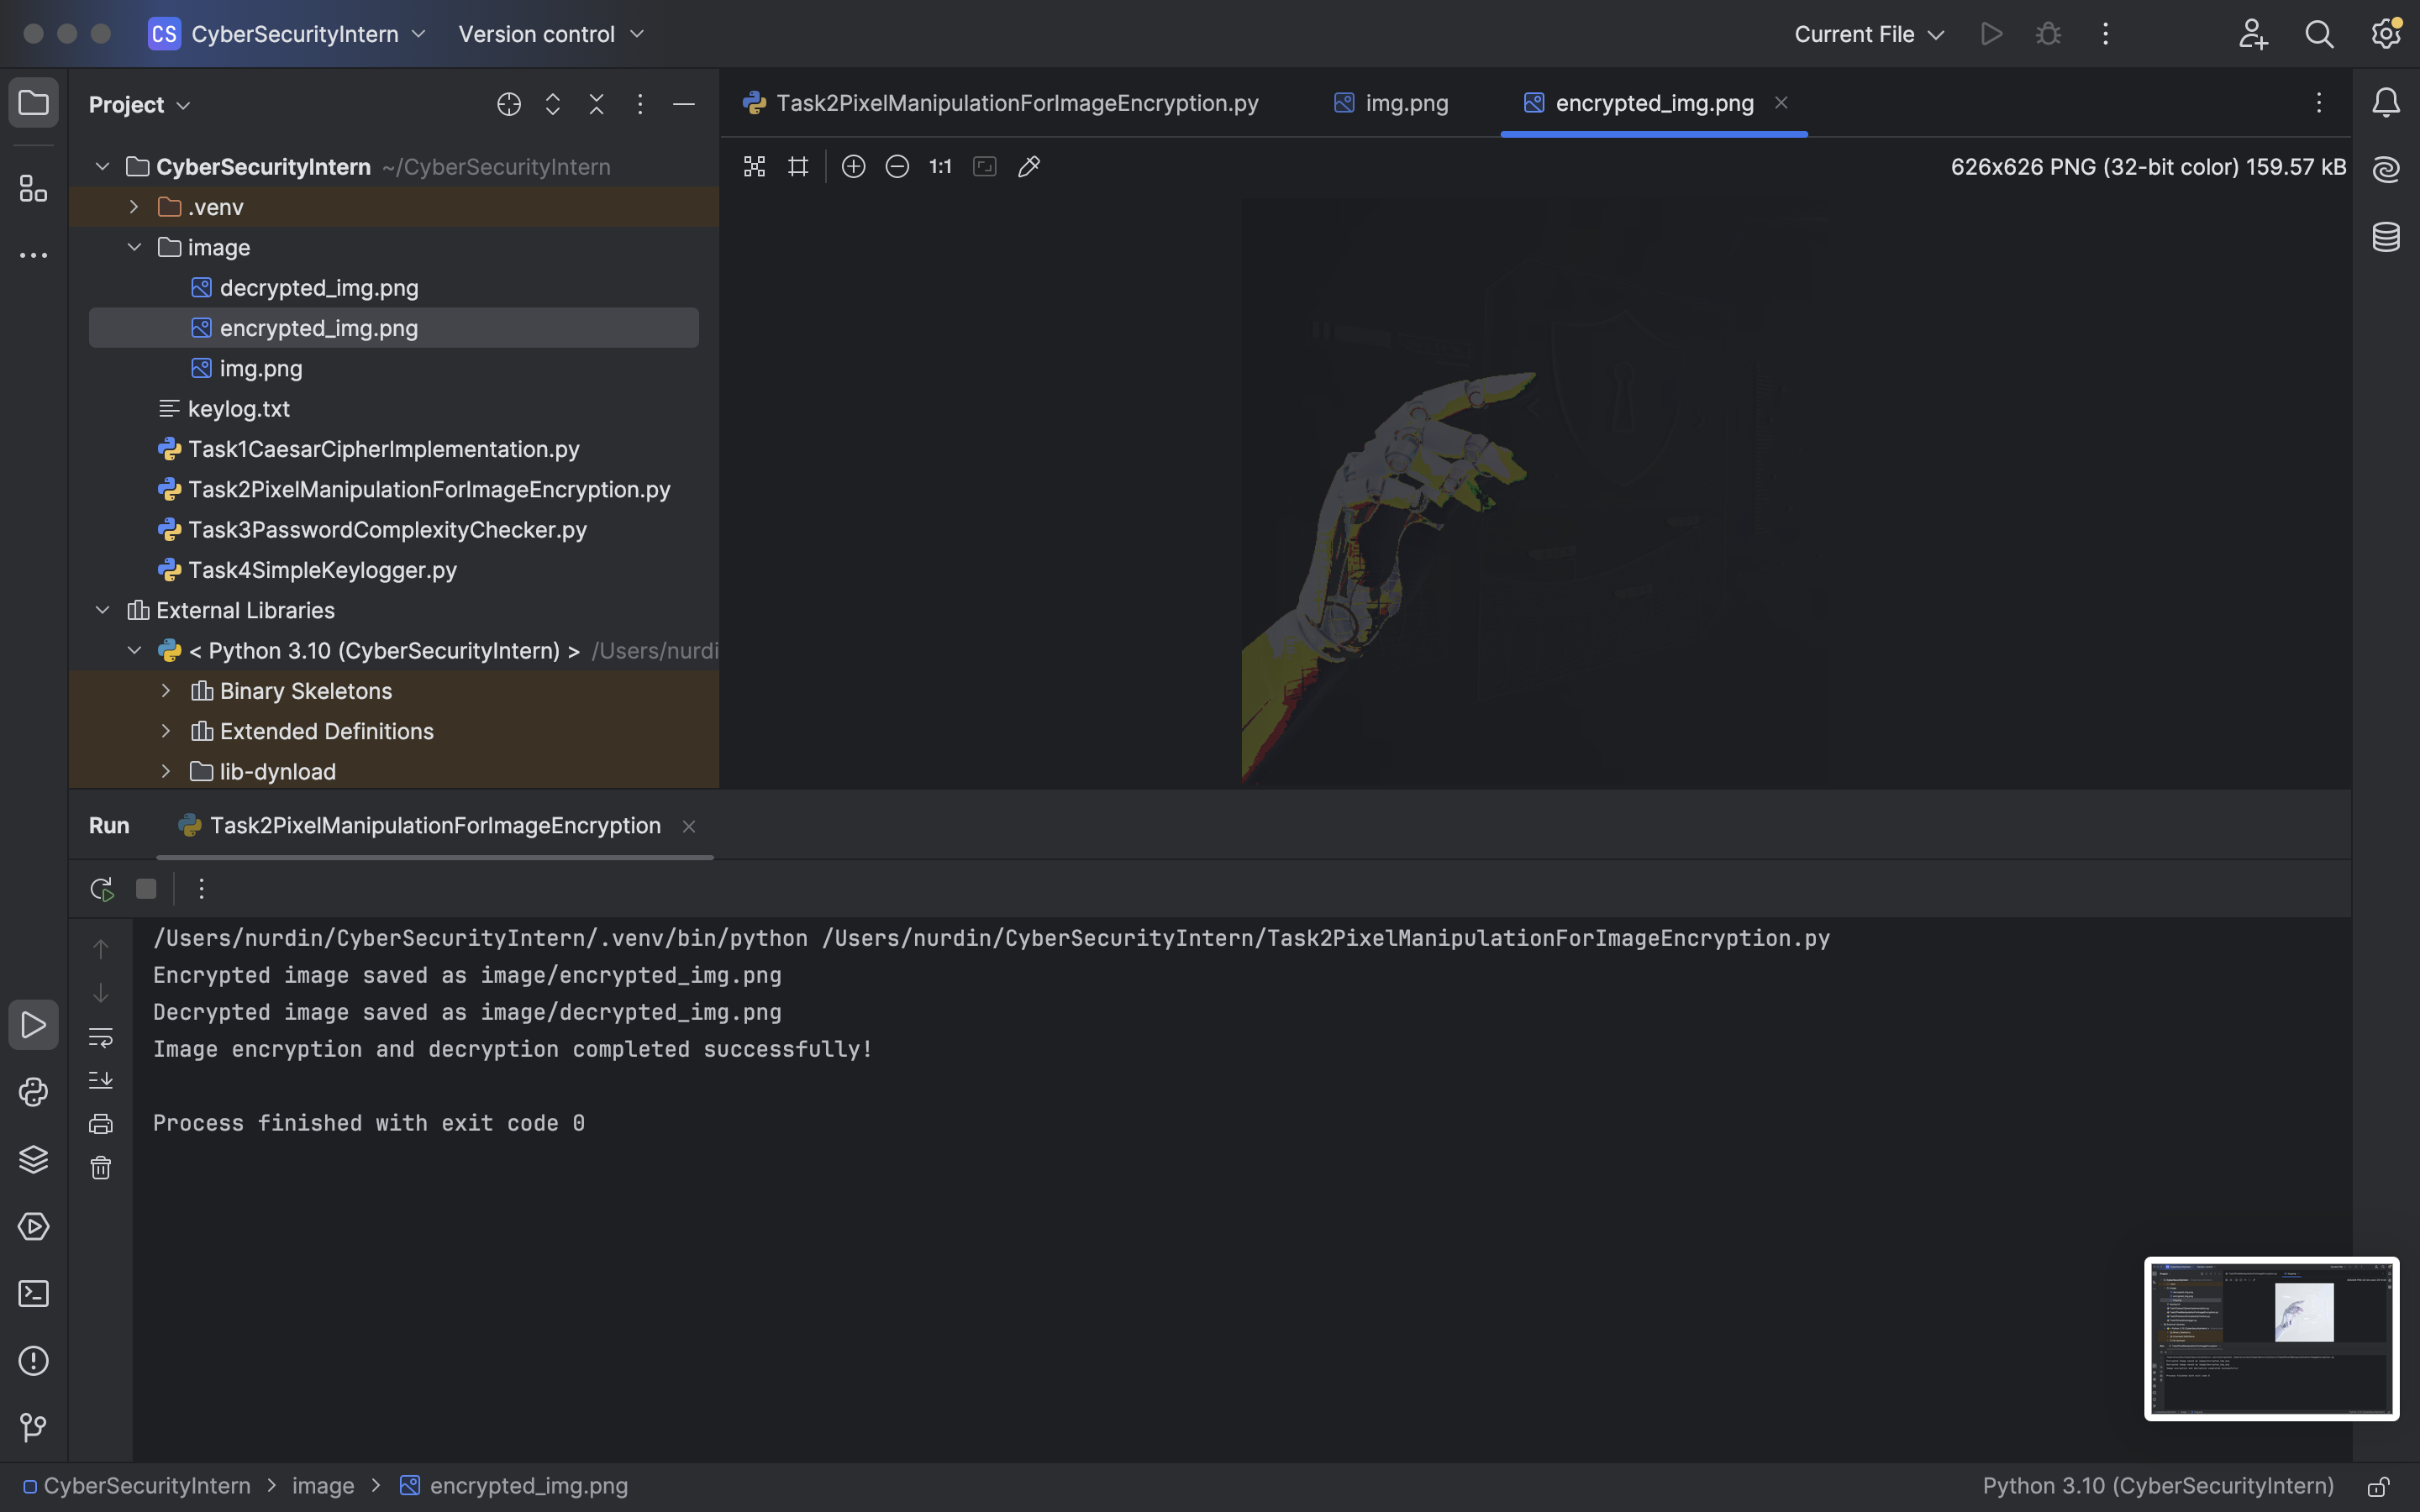 CS CyberSecurityIntern Version control Current File
Project
Task2PixelManipulationForImageEncryption.py img.png encrypted_img.png
1:1 626x626 PNG (32-bit color) 159.57 kB
CyberSecurityIntern ~/CyberSecurityIntern
.venv
image
decrypted_img.png
encrypted_img.png
img.png
keylog.txt
Task1CaesarCipherImplementation.py
Task2PixelManipulationForImageEncryption.py
Task3PasswordComplexityChecker.py
Task4SimpleKeylogger.py
External Libraries
< Python 3.10 (CyberSecurityIntern) > /Users/nurdi
Binary Skeletons
Extended Definitions
lib-dynload
Run Task2PixelManipulationForImageEncryption
/Users/nurdin/CyberSecurityIntern/.venv/bin/python /Users/nurdin/CyberSecurityIntern/Task2PixelManipulationForImageEncryption.py
Encrypted image saved as image/encrypted_img.png
Decrypted image saved as image/decrypted_img.png
Image encryption and decryption completed successfully!
Process finished with exit code 0
CyberSecurityIntern > image > encrypted_img.png Python 3.10 (CyberSecurityIntern)